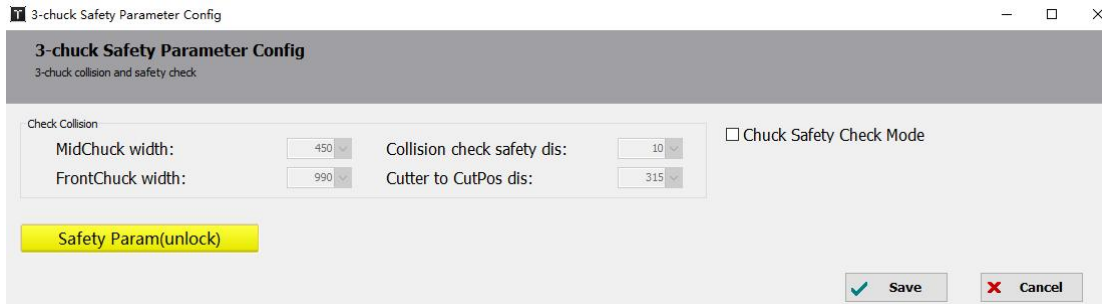 3-chuck Safety Parameter Config
3-chuck Safety Parameter Config
3-chuck collision and safety check
Check Collision
MidChuck width: 450 Collision check safety dis: 10
FrontChuck width: 990 Cutter to CutPos dis: 315
Chuck Safety Check Mode
Safety Param(unlock)
Save Cancel